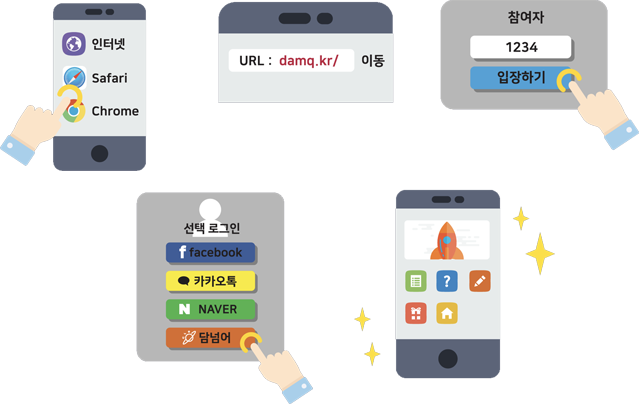 인터넷
Safari
Chrome
URL : damq.kr/ 이동
참여자
1234
입장하기
선택 로그인
facebook
카카오톡
NAVER
담넘어
?